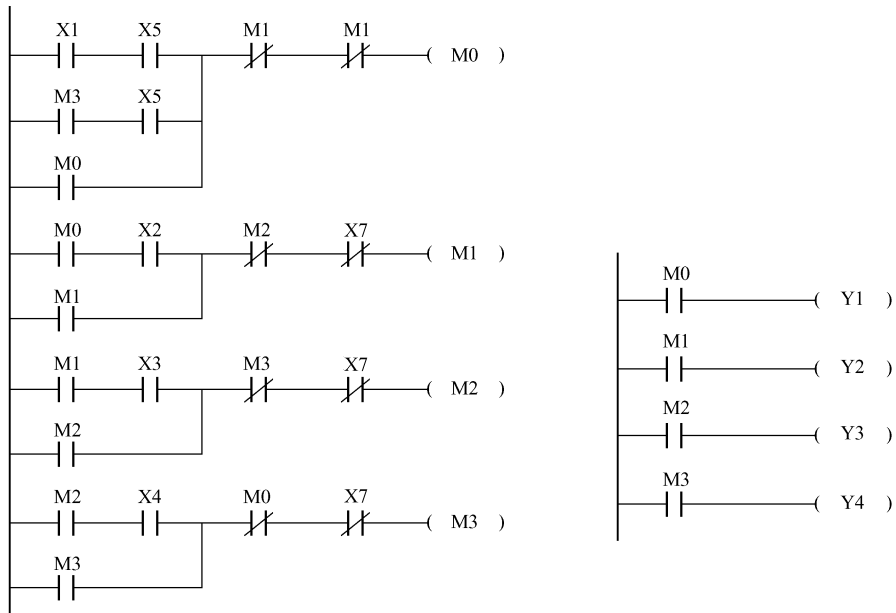 X1 X5 M1 M1
( M0 )
M3 X5
M0
M0 X2 M2 X7
( M1 )
M1
M1 X3 M3 X7
( M2 )
M2
M2 X4 M0 X7
( M3 )
M3
M0
( Y1 )
M1
( Y2 )
M2
( Y3 )
M3
( Y4 )